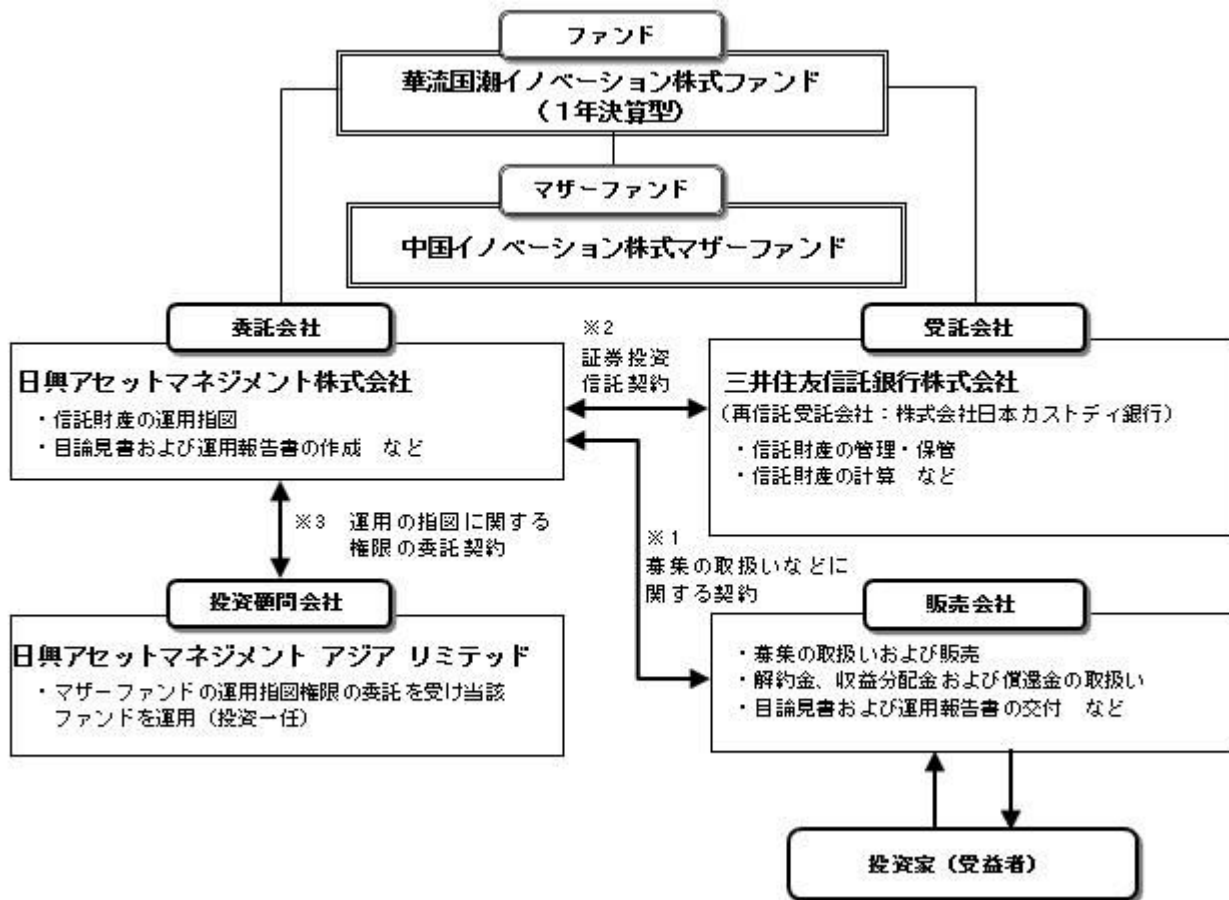 ファンド
華流国潮イノベーション株式ファンド
（1年決算型）
マザーファンド
中国イノベーション株式マザーファンド
委託会社
日興アセットマネジメント株式会社
・信託財産の運用指図
・目論見書および運用報告書の作成　など
※2
証券投資
信託契約
受託会社
三井住友信託銀行株式会社
（再信託受託会社：株式会社日本カストディ銀行）
・信託財産の管理・保管
・信託財産の計算　など
※3　運用の指図に関する
権限の委託契約
※1
募集の取扱いなどに
関する契約
投資顧問会社
日興アセットマネジメント アジア リミテッド
・マザーファンドの運用指図権限の委託を受け当該
ファンドを運用（投資一任）
販売会社
・募集の取扱いおよび販売
・解約金、収益分配金および償還金の取扱い
・目論見書および運用報告書の交付　など
投資家（受益者）